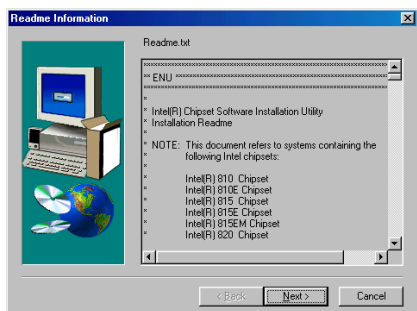 Readme Information
Readme.txt
** ENU **
* Intel(R) Chipset Software Installation Utility
* Installation Readme
*
* NOTE: This document refers to systems containing the
* following Intel chipsets:
*
* Intel(R) 810 Chipset
* Intel(R) 810E Chipset
* Intel(R) 815 Chipset
* Intel(R) 815E Chipset
* Intel(R) 815EM Chipset
* Intel(R) 820 Chipset
< Back Next > Cancel